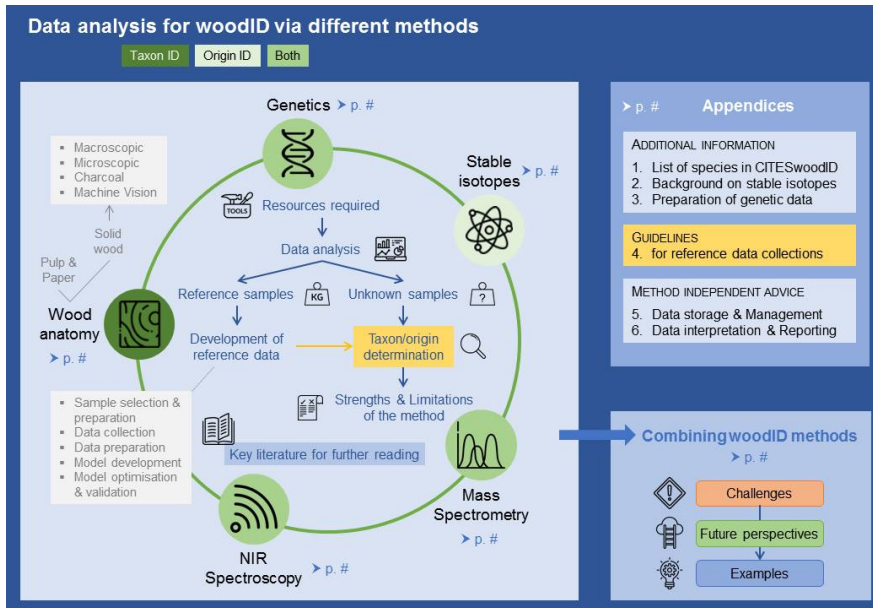 Data analysis for woodID via different methods
Taxon ID
Origin ID
Both
Genetics ➤ p. #
Stable
isotopes
➤ p. #
▪ Macroscopic
▪ Microscopic
▪ Charcoal
▪ Machine Vision
Solid
wood
Pulp &
Paper
Wood
anatomy
➤ p. #
TOOLS
Resources required
Data analysis
Reference samples
KG
Unknown samples
?
Development of
reference data
Taxon/origin
determination
Strengths & Limitations
of the method
▪ Sample selection &
preparation
▪ Data collection
▪ Data preparation
▪ Model development
▪ Model optimisation
& validation
Key literature for further reading
Mass
Spectrometry
➤ p. #
NIR
Spectroscopy
➤ p. #
➤ p. # Appendices
ADDITIONAL INFORMATION
1. List of species in CITESwoodID
2. Background on stable isotopes
3. Preparation of genetic data
GUIDELINES
4. for reference data collections
METHOD INDEPENDENT ADVICE
5. Data storage & Management
6. Data interpretation & Reporting
Combining woodID methods
➤ p. #
Challenges
Future perspectives
Examples